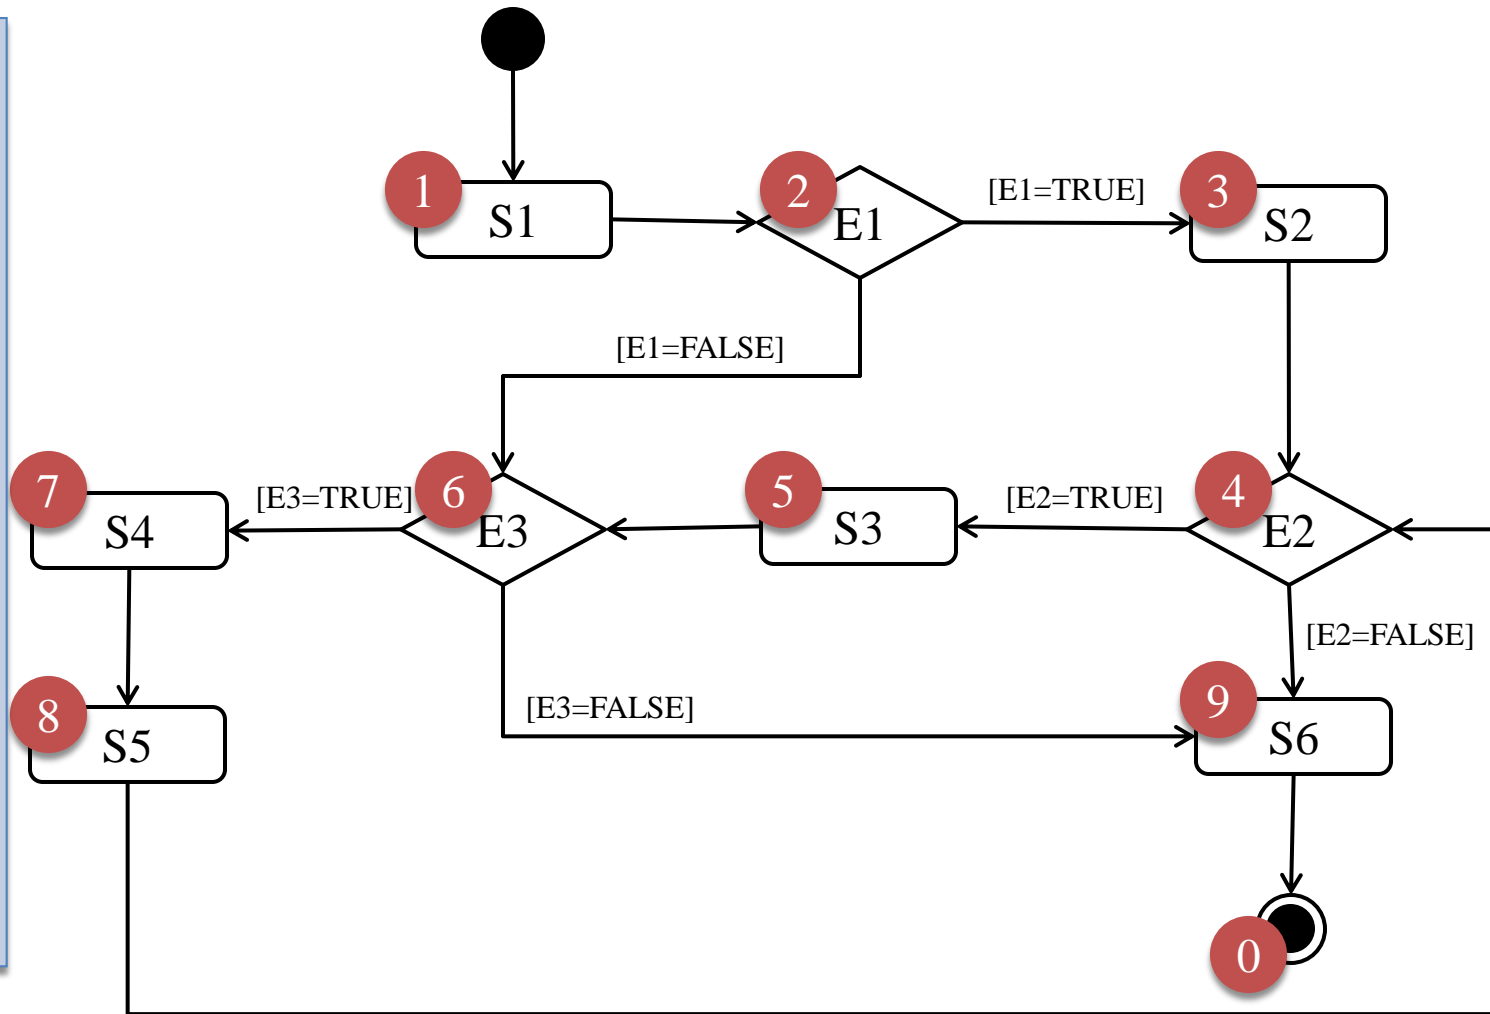 1
S1
2
E1
[E1=TRUE]
3
S2
[E1=FALSE]
7
S4
[E3=TRUE]
6
E3
5
S3
[E2=TRUE]
4
E2
[E2=FALSE]
8
S5
[E3=FALSE]
9
S6
0